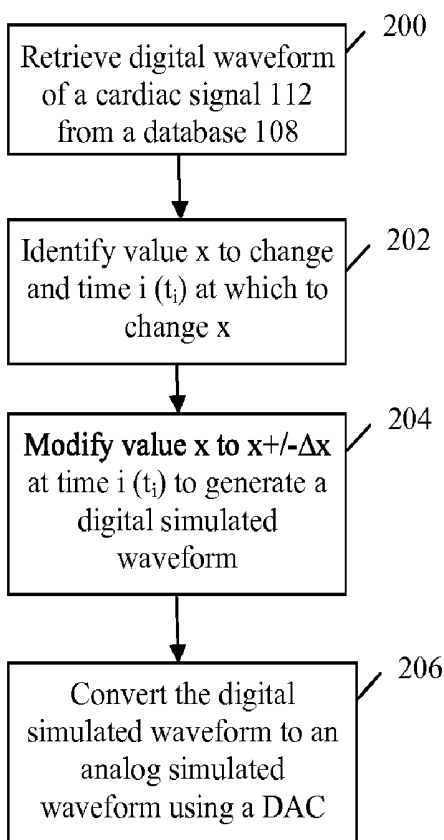 200
Retrieve digital waveform
of a cardiac signal 112
from a database 108
202
Identify value x to change
and time i (tᵢ) at which to
change x
204
Modify value x to x+/-Δx
at time i (tᵢ) to generate a
digital simulated
waveform
206
Convert the digital
simulated waveform to an
analog simulated
waveform using a DAC